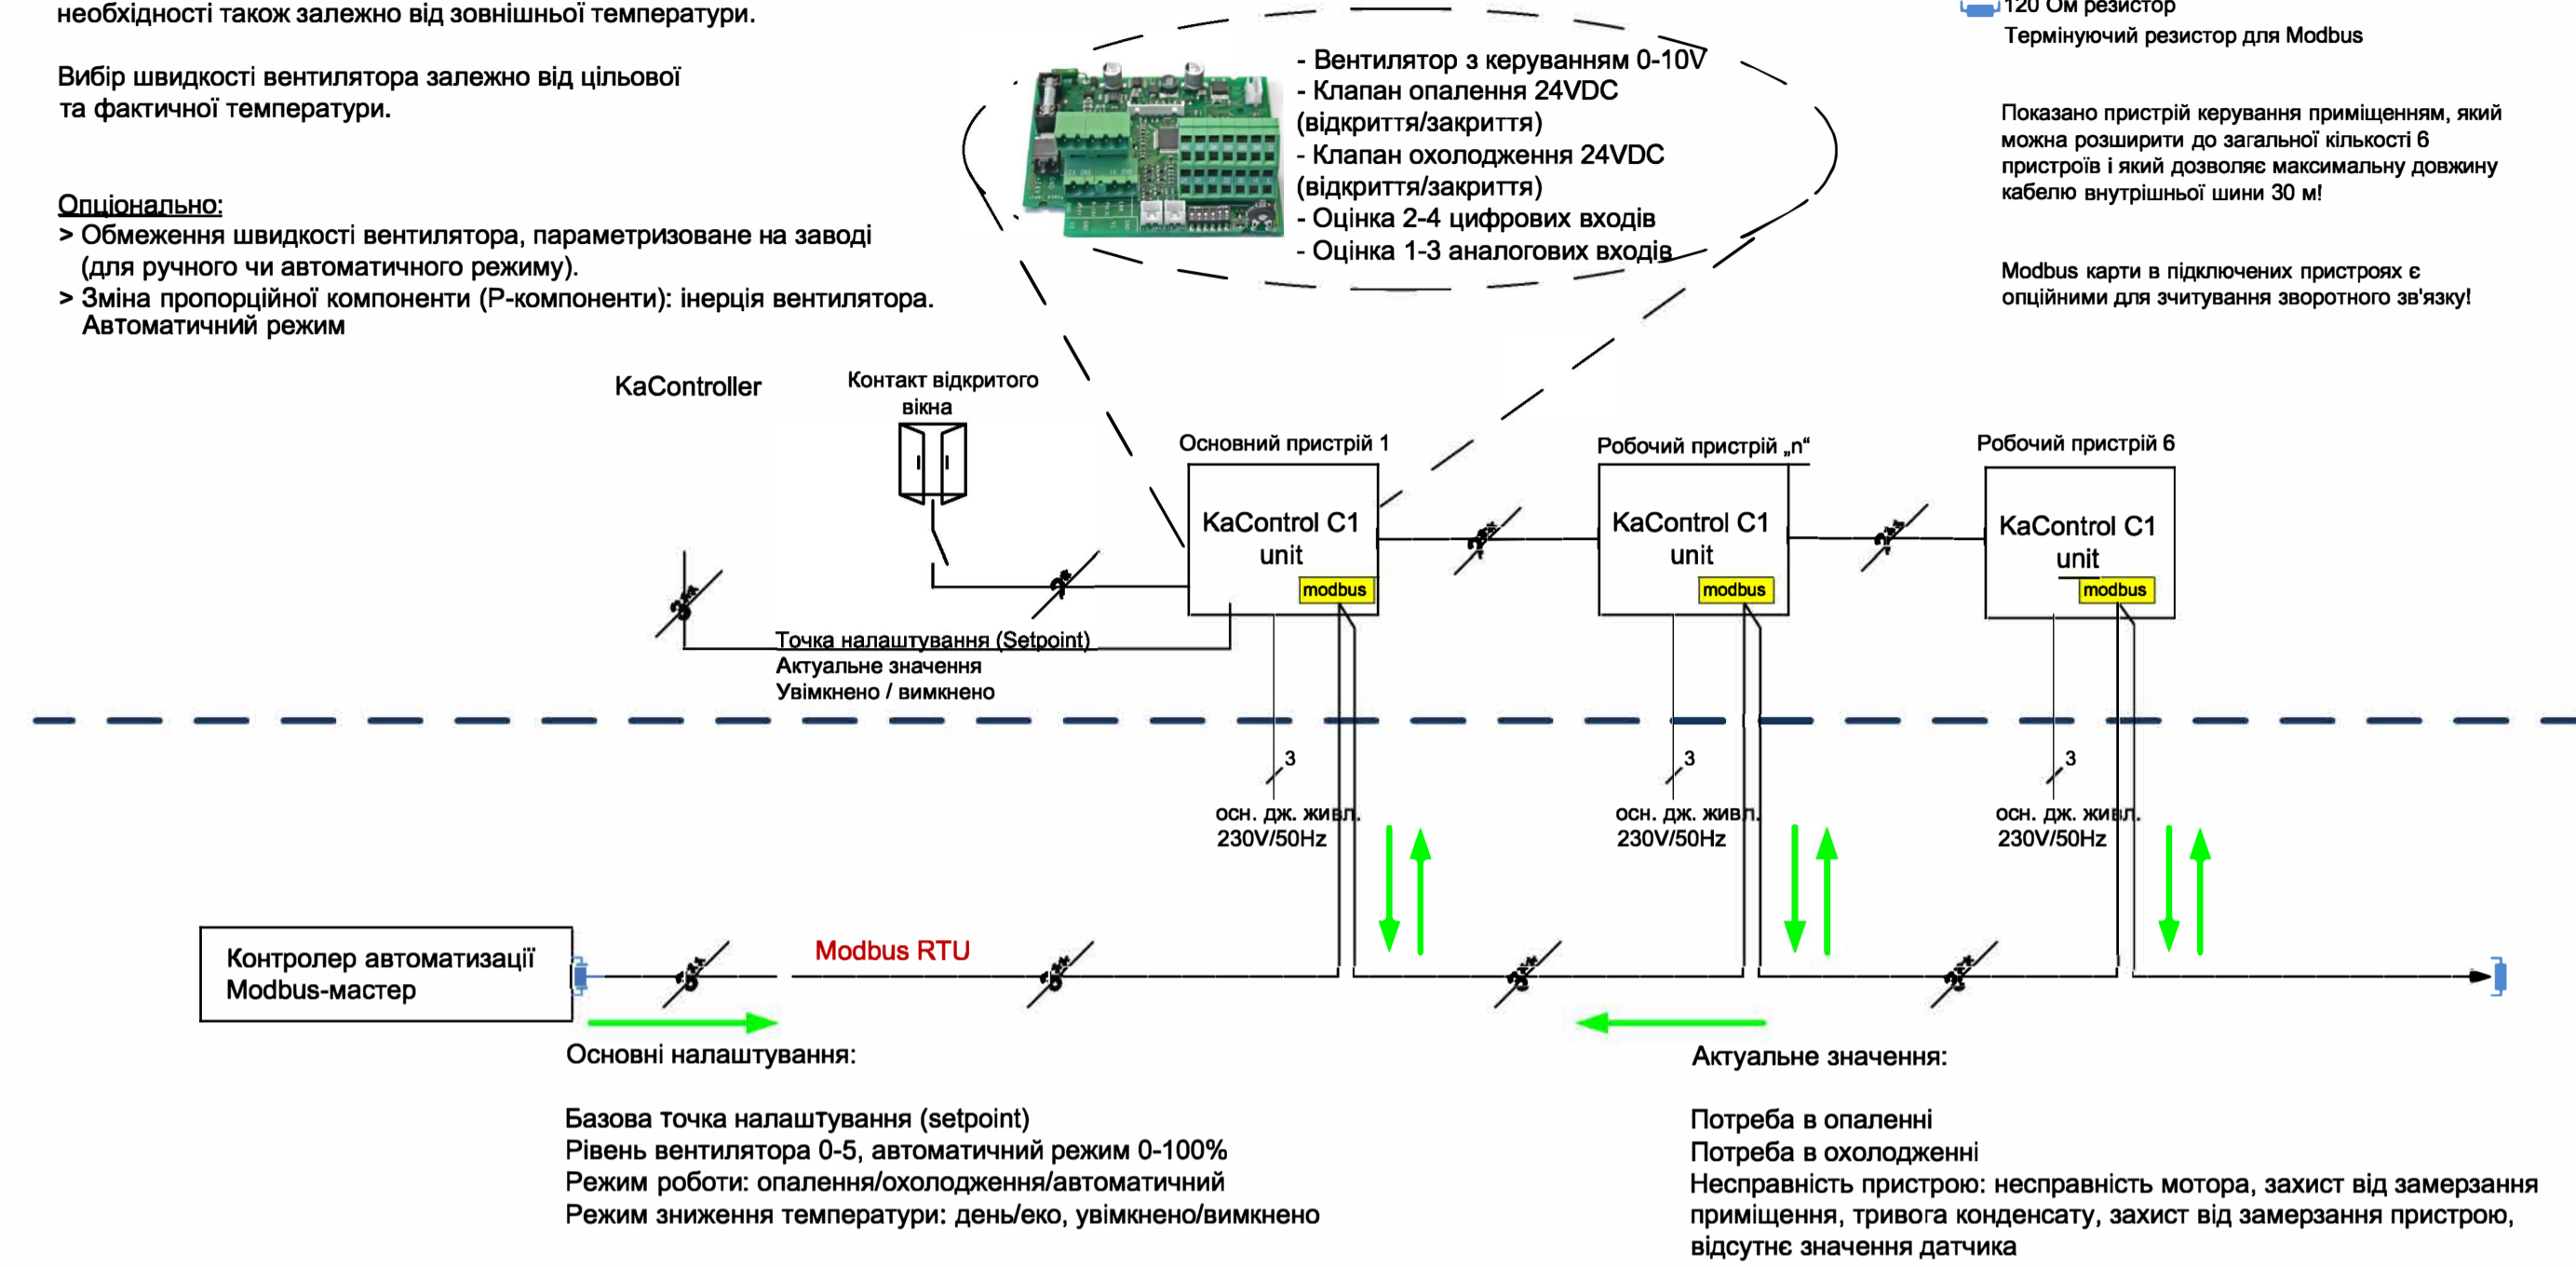 необхідності також залежно від зовнішньої температури.
Вибір швидкості вентилятора залежно від цільової
та фактичної температури.
Опціонально:
> Обмеження швидкості вентилятора, параметризоване на заводі
(для ручного чи автоматичного режиму).
> Зміна пропорційної компоненти (Р-компоненти): інерція вентилятора.
Автоматичний режим
- Вентилятор з керуванням 0-10V
- Клапан опалення 24VDC
(відкриття/закриття)
- Клапан охолодження 24VDC
(відкриття/закриття)
- Оцінка 2-4 цифрових входів
- Оцінка 1-3 аналогових входів
120 Ом резистор
Термінуючий резистор для Modbus
Показано пристрій керування приміщенням, який
можна розширити до загальної кількості 6
пристроїв і який дозволяє максимальну довжину
кабелю внутрішньої шини 30 м!
Modbus карти в підключених пристроях є
опційними для зчитування зворотного зв'язку!
KaController
Контакт відкритого
вікна
Основний пристрій 1
KaControl C1
unit
modbus
Робочий пристрій „n“
KaControl C1
unit
modbus
Робочий пристрій 6
KaControl C1
unit
modbus
Точка налаштування (Setpoint)
Актуальне значення
Увімкнено / вимкнено
3
осн. дж. живл.
230V/50Hz
3
осн. дж. живл.
230V/50Hz
3
осн. дж. живл.
230V/50Hz
Контролер автоматизації
Modbus-мастер
Modbus RTU
Основні налаштування:
Базова точка налаштування (setpoint)
Рівень вентилятора 0-5, автоматичний режим 0-100%
Режим роботи: опалення/охолодження/автоматичний
Режим зниження температури: день/еко, увімкнено/вимкнено
Актуальне значення:
Потреба в опаленні
Потреба в охолодженні
Несправність пристрою: несправність мотора, захист від замерзання
приміщення, тривога конденсату, захист від замерзання пристрою,
відсутнє значення датчика